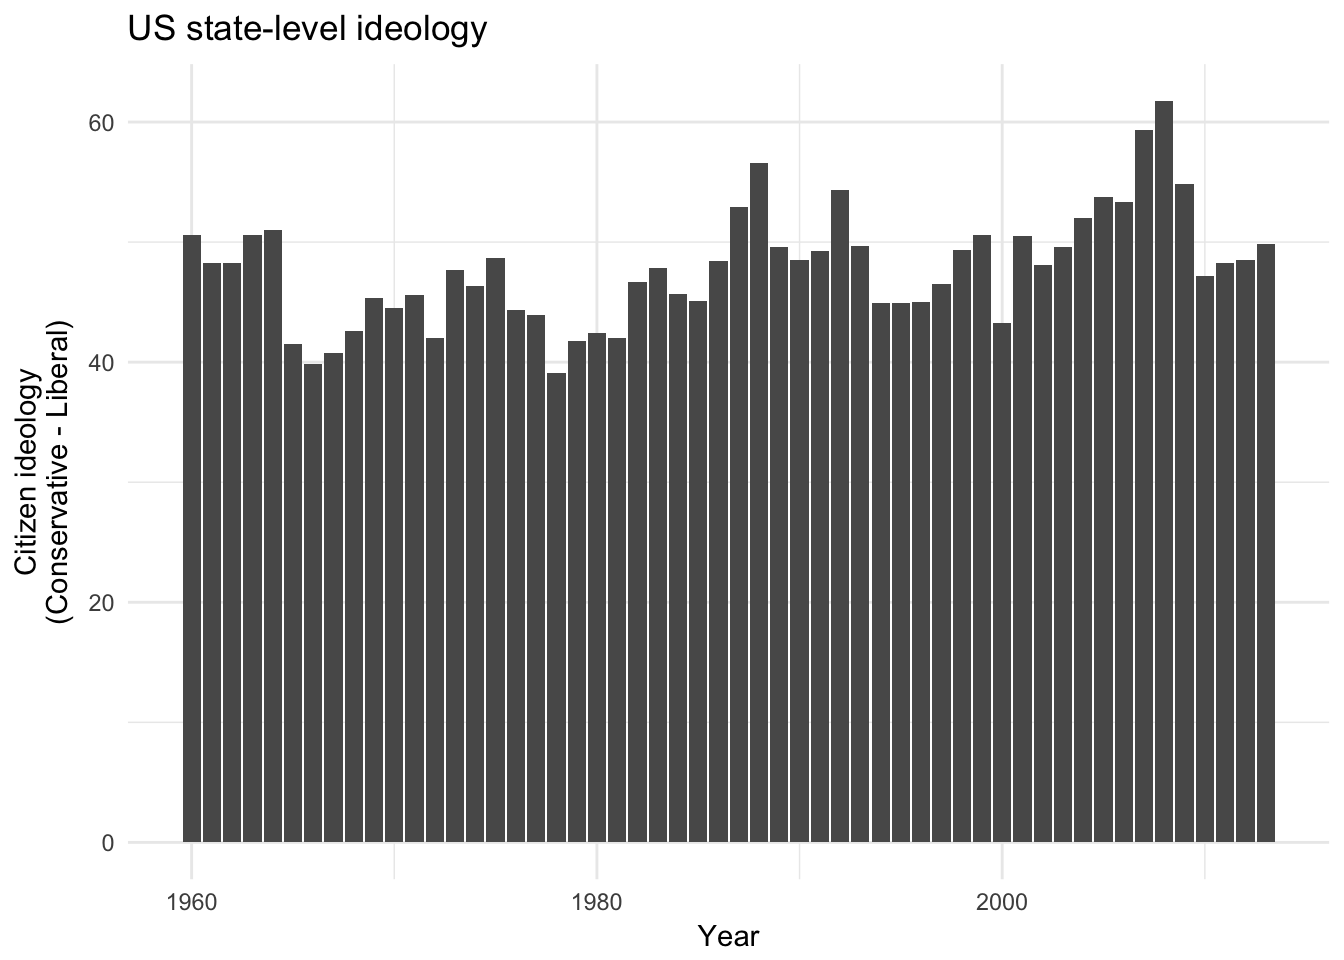 US state-level ideology
Citizen ideology
(Conservative - Liberal)
60
40
20
0
1960
1980
2000
Year